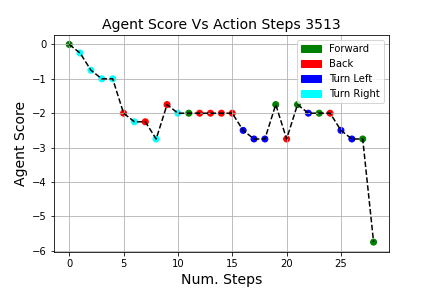 Agent Score Vs Action Steps 3513
Forward
Back
Turn Left
Turn Right
Agent Score
0
−1
−2
−3
−4
−5
−6
0 5 10 15 20 25
Num. Steps